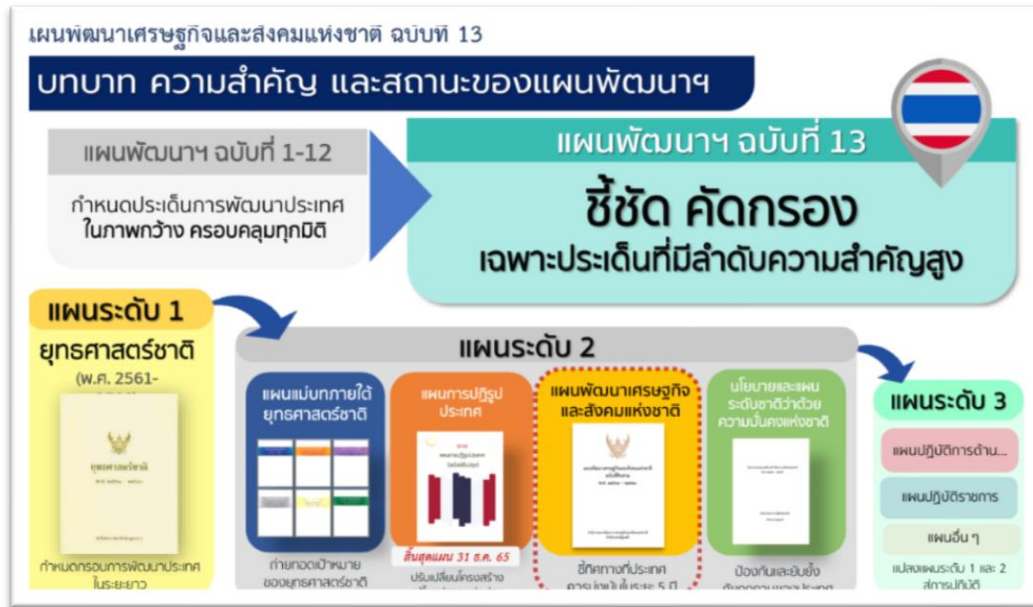 แผนพัฒนาเศรษฐกิจและสังคมแห่งชาติ ฉบับที่ 13
บทบาท ความสำคัญ และสถานะของแผนพัฒนาฯ
แผนพัฒนาฯ ฉบับที่ 1-12
กำหนดประเด็นการพัฒนาประเทศ
ในภาพกว้าง ครอบคลุมทุกมิติ
แผนพัฒนาฯ ฉบับที่ 13
ชี้ชัด คัดกรอง
เฉพาะประเด็นที่มีลำดับความสำคัญสูง
แผนระดับ 1
ยุทธศาสตร์ชาติ
(พ.ศ. 2561-
ยุทธศาสตร์ชาติ
กำหนดกรอบการพัฒนาประเทศ
ในระยะยาว
แผนระดับ 2
แผนแม่บทภายใต้
ยุทธศาสตร์ชาติ
ถ่ายทอดเป้าหมาย
ของยุทธศาสตร์ชาติ
แผนการปฏิรูป
ประเทศ
สิ้นสุดแผน 31 ธ.ค. 65
ปรับเปลี่ยนโครงสร้าง
แผนพัฒนาเศรษฐกิจ
และสังคมแห่งชาติ
ชี้ทิศทางที่ประเทศ
ควรมุ่งเน้นในระยะ 5 ปี
นโยบายและแผน
ระดับชาติว่าด้วย
ความมั่นคงแห่งชาติ
ป้องกันและยับยั้ง
แผนระดับ 3
แผนปฏิบัติการด้าน...
แผนปฏิบัติราชการ
แผนอื่น ๆ
แปลงแผนระดับ 1 และ 2
สู่การปฏิบัติ